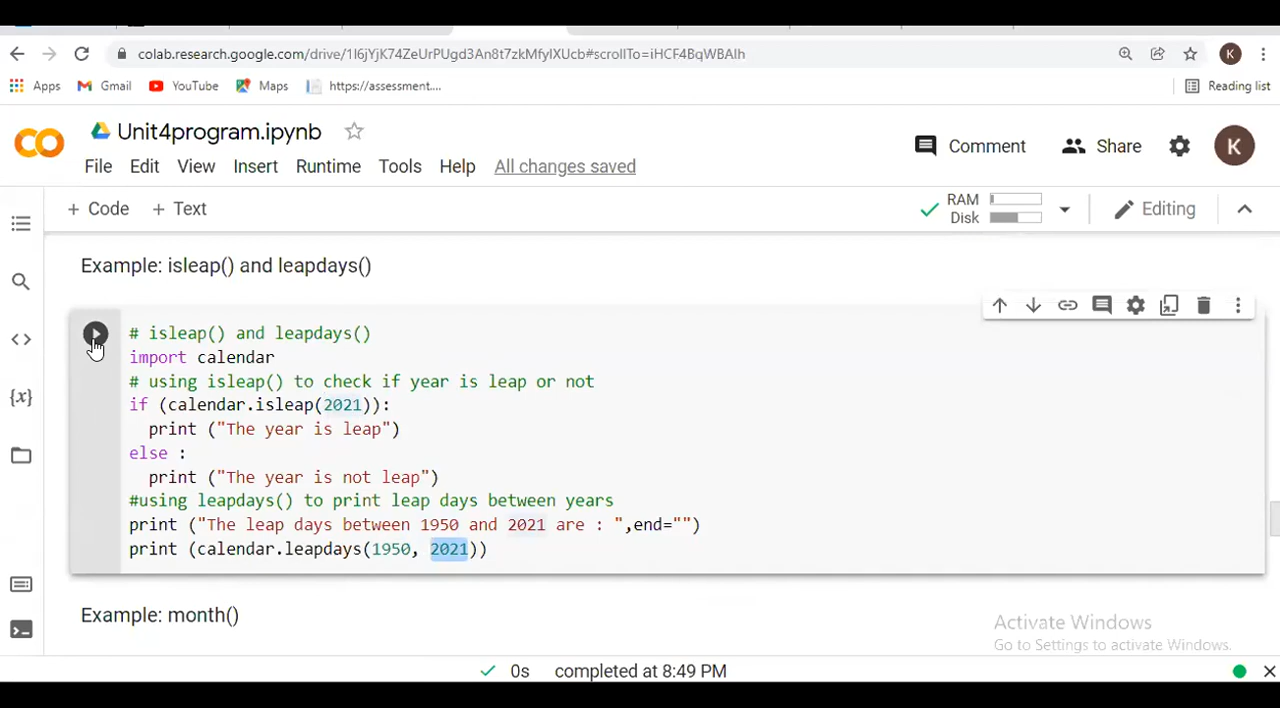 colab.research.google.com/drive/1I6jYjK74ZeUrPUgd3An8t7zkMfylXUcb#scrollTo=iHCF4BqWBAlh
K
Apps Gmail YouTube Maps https://assessment.... Reading list
Unit4program.ipynb
File Edit View Insert Runtime Tools Help All changes saved
Comment Share K
+ Code + Text
RAM
Disk
Editing
Example: isleap() and leapdays()
# isleap() and leapdays()
import calendar
# using isleap() to check if year is leap or not
if (calendar.isleap(2021)):
print ("The year is leap")
else :
print ("The year is not leap")
#using leapdays() to print leap days between years
print ("The leap days between 1950 and 2021 are : ",end="")
print (calendar.leapdays(1950, 2021))
Example: month()
Activate Windows
Go to Settings to activate Windows.
0s completed at 8:49 PM